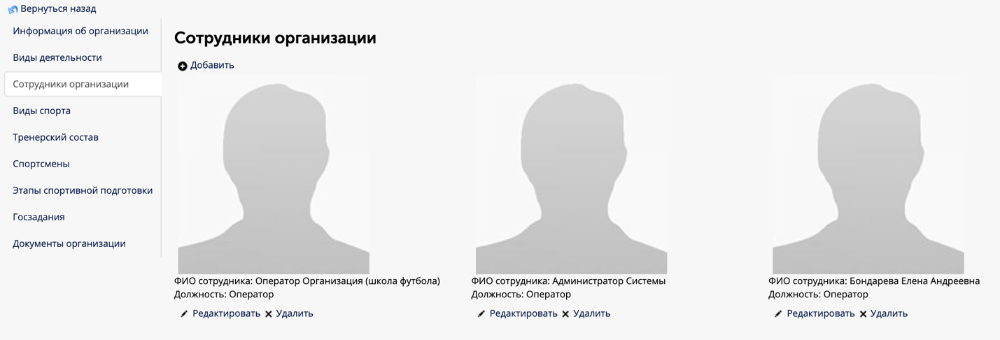 Вернуться назад
Информация об организации
Виды деятельности
Сотрудники организации
Виды спорта
Тренерский состав
Спортсмены
Этапы спортивной подготовки
Госзадания
Документы организации
Сотрудники организации
Добавить
ФИО сотрудника: Оператор Организация (школа футбола)
Должность: Оператор
Редактировать Удалить
ФИО сотрудника: Администратор Системы
Должность: Оператор
Редактировать Удалить
ФИО сотрудника: Бондарева Елена Андреевна
Должность: Оператор
Редактировать Удалить